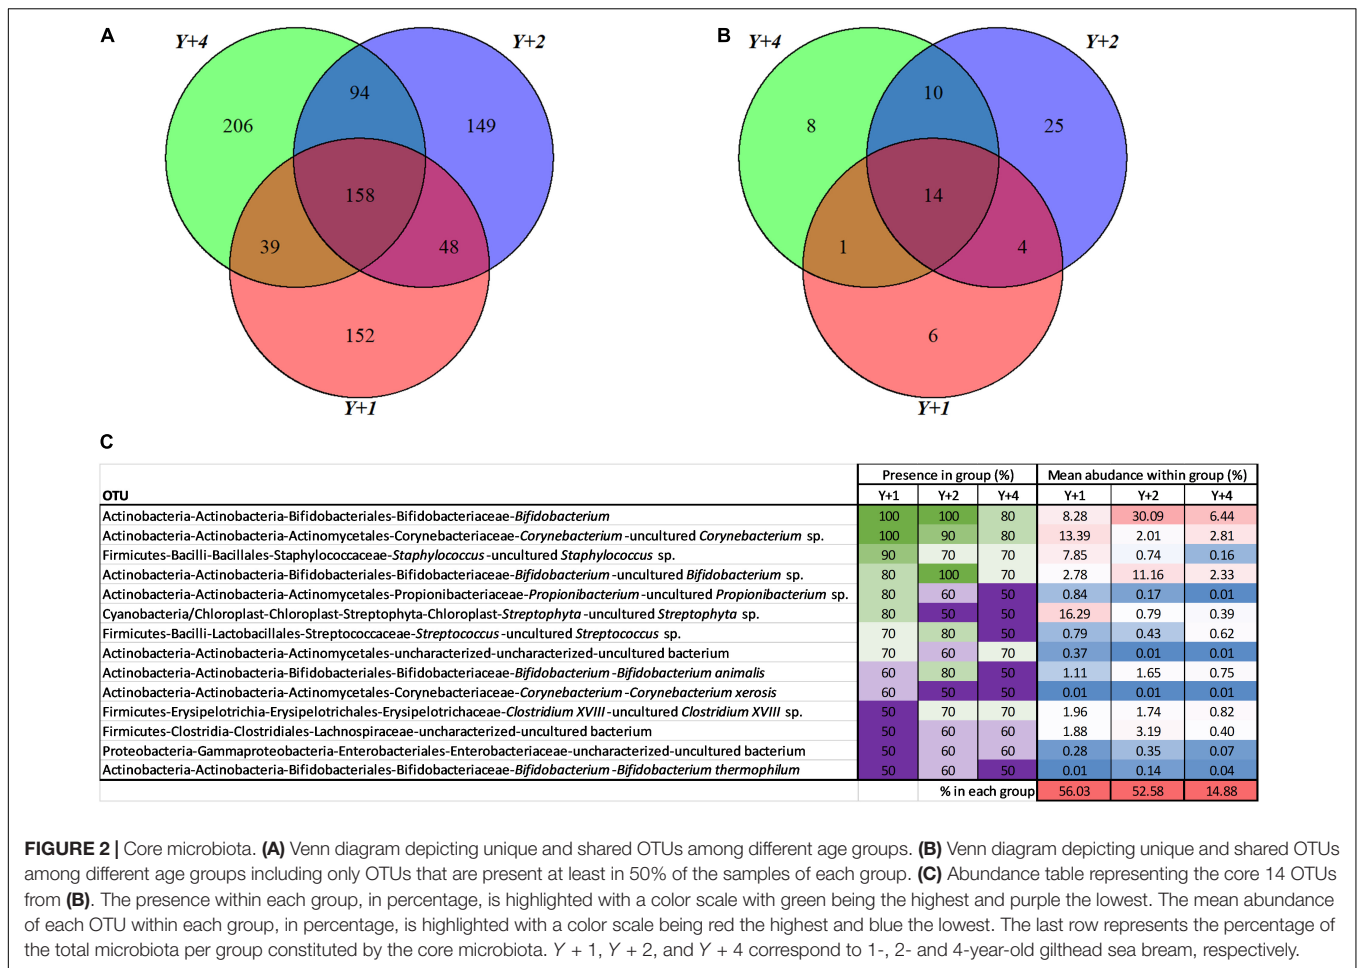 A
B
Y+4
Y+2
Y+4
Y+2
94
10
206
149
8
25
158
14
39
48
1
4
152
6
Y+1
Y+1
C
Presence in group (%) Mean abudance within group (%)
OTU Y+1 Y+2 Y+4 Y+1 Y+2 Y+4
Actinobacteria-Actinobacteria-Bifidobacteriales-Bifidobacteriaceae-Bifidobacterium 100 100 80 8.28 30.09 6.44
Actinobacteria-Actinobacteria-Actinomycetales-Corynebacteriaceae-Corynebacterium-uncultured Corynebacterium sp. 100 90 80 13.39 2.01 2.81
Firmicutes-Bacilli-Bacillales-Staphylococcaceae-Staphylococcus-uncultured Staphylococcus sp. 90 70 70 7.85 0.74 0.16
Actinobacteria-Actinobacteria-Bifidobacteriales-Bifidobacteriaceae-Bifidobacterium-uncultured Bifidobacterium sp. 80 100 70 2.78 11.16 2.33
Actinobacteria-Actinobacteria-Actinomycetales-Propionibacteriaceae-Propionibacterium-uncultured Propionibacterium sp. 80 60 50 0.84 0.17 0.01
Cyanobacteria/Chloroplast-Chloroplast-Streptophyta-Chloroplast-Streptophyta-uncultured Streptophyta sp. 80 50 50 16.29 0.79 0.39
Firmicutes-Bacilli-Lactobacillales-Streptococcaceae-Streptococcus-uncultured Streptococcus sp. 70 80 50 0.79 0.43 0.62
Actinobacteria-Actinobacteria-Actinomycetales-uncharacterized-uncharacterized-uncultured bacterium 70 60 70 0.37 0.01 0.01
Actinobacteria-Actinobacteria-Bifidobacteriales-Bifidobacteriaceae-Bifidobacterium-Bifidobacterium animalis 60 80 50 1.11 1.65 0.75
Actinobacteria-Actinobacteria-Actinomycetales-Corynebacteriaceae-Corynebacterium-Corynebacterium xerosis 60 50 50 0.01 0.01 0.01
Firmicutes-Erysipelotrichia-Erysipelotrichales-Erysipelotrichaceae-Clostridium XVIII-uncultured Clostridium XVIII sp. 50 70 70 1.96 1.74 0.82
Firmicutes-Clostridia-Clostridiales-Lachnospiraceae-uncharacterized-uncultured bacterium 50 60 60 1.88 3.19 0.40
Proteobacteria-Gammaproteobacteria-Enterobacteriales-Enterobacteriaceae-uncharacterized-uncultured bacterium 50 60 60 0.28 0.35 0.07
Actinobacteria-Actinobacteria-Bifidobacteriales-Bifidobacteriaceae-Bifidobacterium-Bifidobacterium thermophilum 50 60 50 0.01 0.14 0.04
% in each group 56.03 52.58 14.88
FIGURE 2 | Core microbiota. (A) Venn diagram depicting unique and shared OTUs among different age groups. (B) Venn diagram depicting unique and shared OTUs
among different age groups including only OTUs that are present at least in 50% of the samples of each group. (C) Abundance table representing the core 14 OTUs
from (B). The presence within each group, in percentage, is highlighted with a color scale with green being the highest and purple the lowest. The mean abundance
of each OTU within each group, in percentage, is highlighted with a color scale being red the highest and blue the lowest. The last row represents the percentage of
the total microbiota per group constituted by the core microbiota. Y + 1, Y + 2, and Y + 4 correspond to 1-, 2- and 4-year-old gilthead sea bream, respectively.